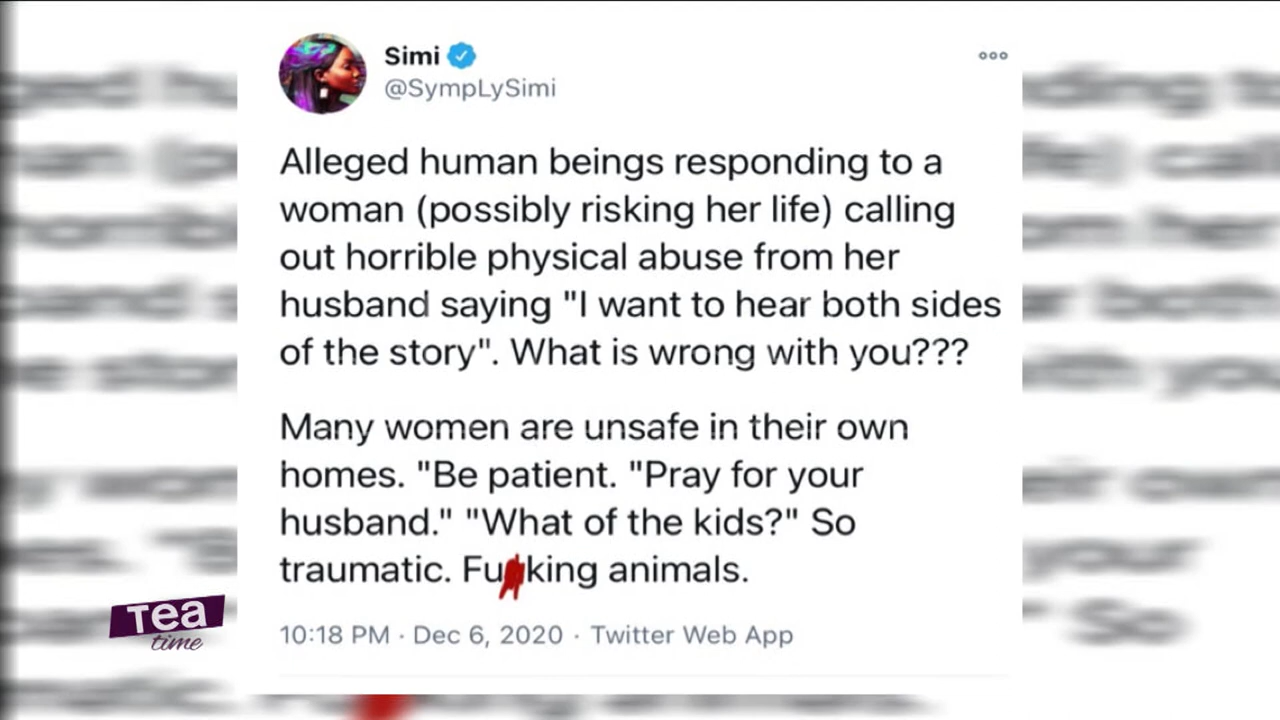 Simi
@SympLySimi
Alleged human beings responding to a
woman (possibly risking her life) calling
out horrible physical abuse from her
husband saying "I want to hear both sides
of the story". What is wrong with you???
Many women are unsafe in their own
homes. "Be patient. "Pray for your
husband." "What of the kids?" So
traumatic. Fu king animals.
10:18 PM · Dec 6, 2020 · Twitter Web App
Tea
time